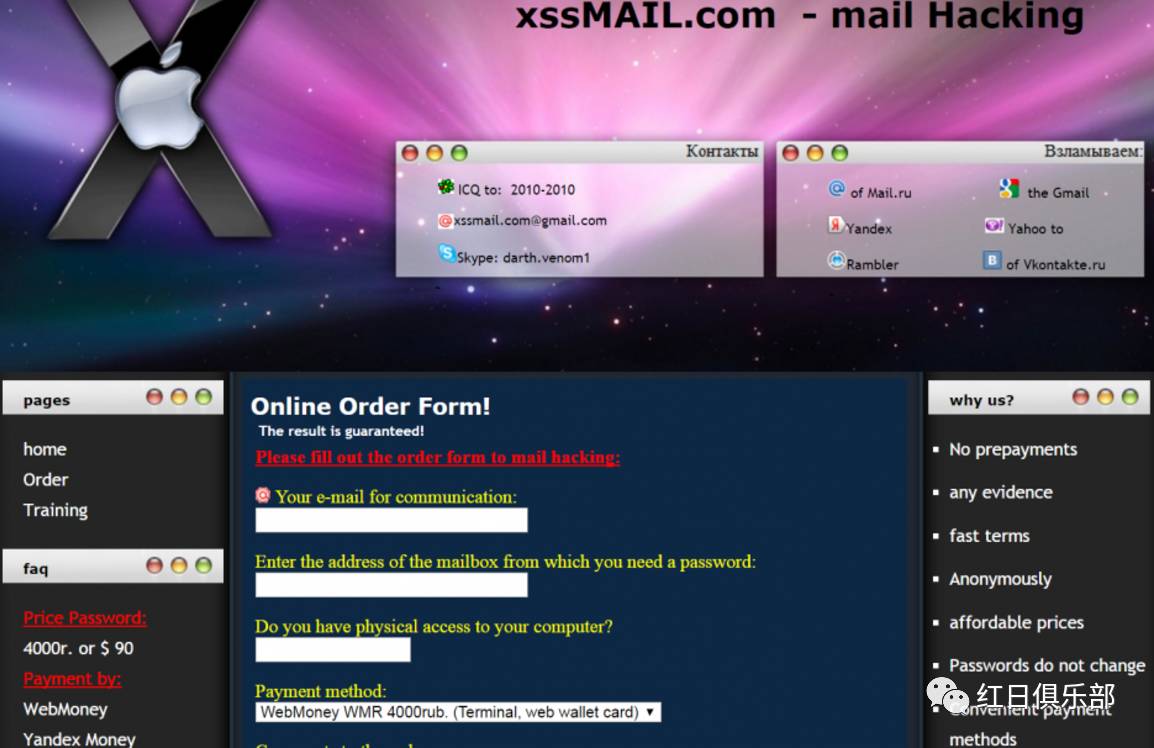 xssMAIL.com - mail Hacking
Контакты
ICQ to: 2010-2010
xssmail.com@gmail.com
Skype: darth.venom1
Взламываем:
of Mail.ru
the Gmail
Yandex
Yahoo to
Rambler
of Vkontakte.ru
pages
home
Order
Training
faq
Price Password:
4000r. or $ 90
Payment by:
WebMoney
Yandex Money
Online Order Form!
The result is guaranteed!
Please fill out the order form to mail hacking:
Your e-mail for communication:
Enter the address of the mailbox from which you need a password:
Do you have physical access to your computer?
Payment method:
WebMoney WMR 4000rub. (Terminal, web wallet card)
why us?
No prepayments
any evidence
fast terms
Anonymously
affordable prices
Passwords do not change
Convenient payment
methods
红日俱乐部